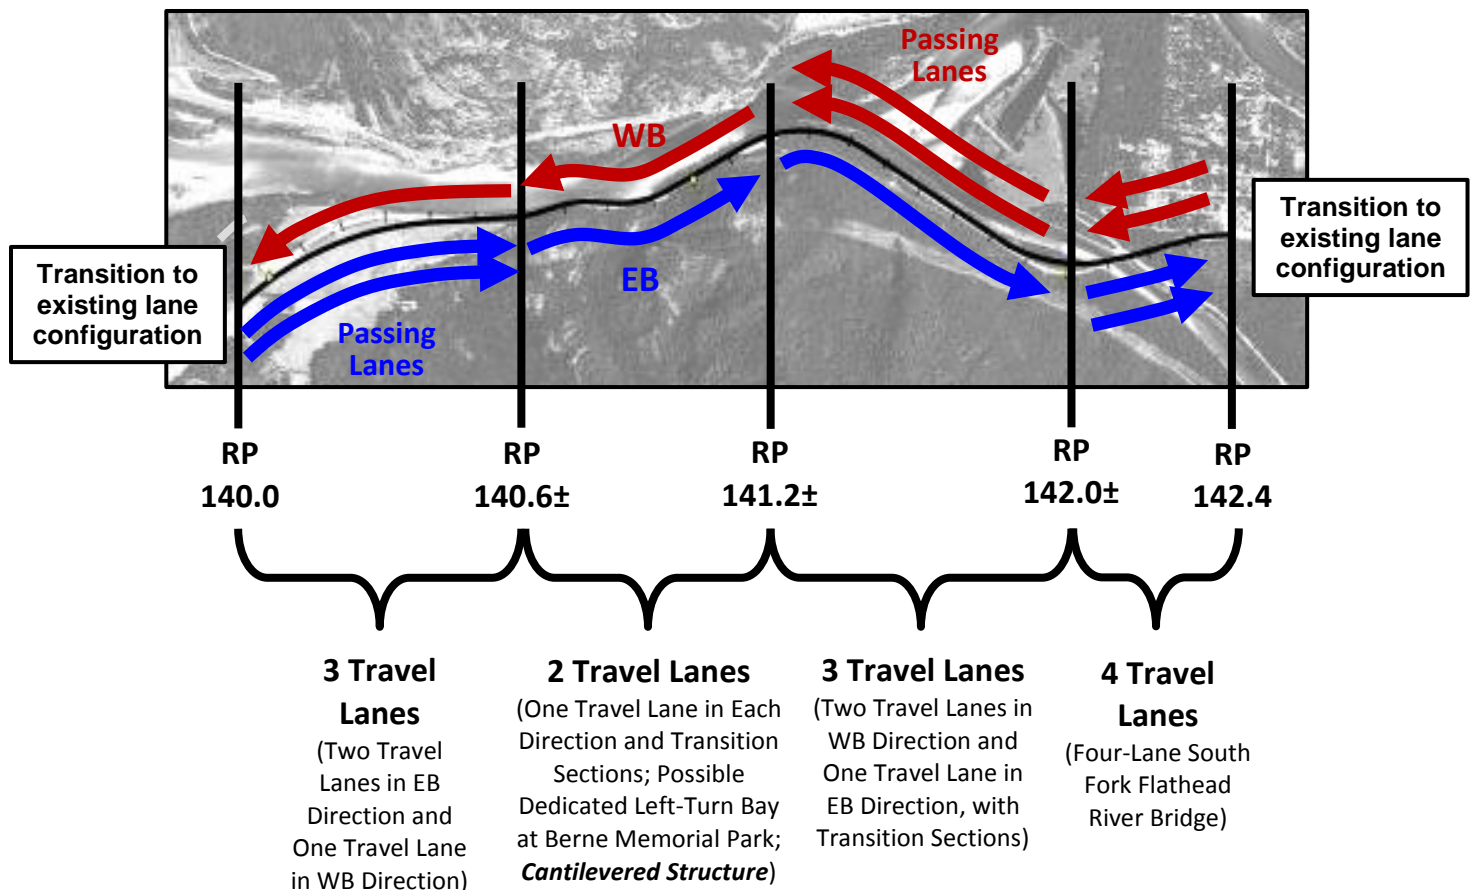 Passing
Lanes
WB
EB
Passing
Lanes
Transition to
existing lane
configuration
Transition to
existing lane
configuration
RP
140.0
RP
140.6±
RP
141.2±
RP
142.0±
RP
142.4
3 Travel
Lanes
(Two Travel
Lanes in EB
Direction and
One Travel Lane
in WB Direction)
2 Travel Lanes
(One Travel Lane in Each
Direction and Transition
Sections; Possible
Dedicated Left-Turn Bay
at Berne Memorial Park;
Cantilevered Structure)
3 Travel Lanes
(Two Travel Lanes in
WB Direction and
One Travel Lane in
EB Direction, with
Transition Sections)
4 Travel
Lanes
(Four-Lane South
Fork Flathead
River Bridge)